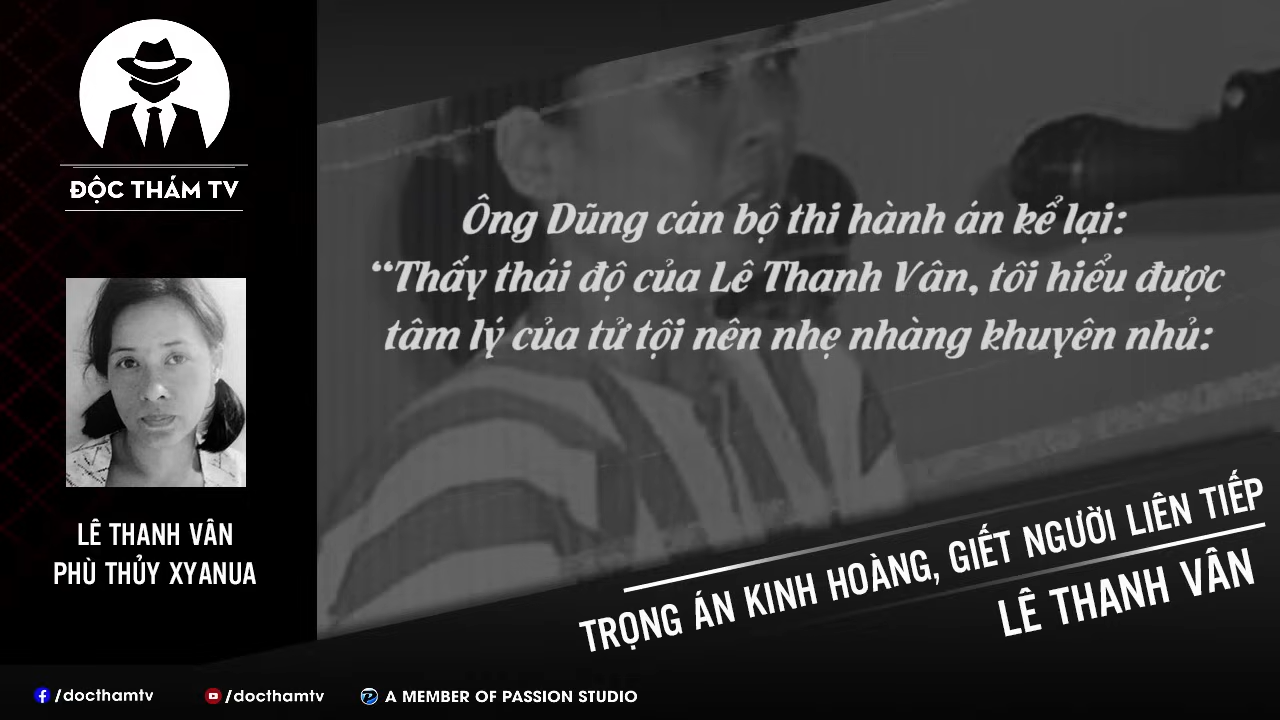 ĐỘC THÁM TV
LÊ THANH VÂN
PHÙ THỦY XYANUA
Ông Dũng cán bộ thi hành án kể lại:
“Thấy thái độ của Lê Thanh Vân, tôi hiểu được
tâm lý của tử tội nên nhẹ nhàng khuyên nhủ:
TRỌNG ÁN KINH HOÀNG, GIẾT NGƯỜI LIÊN TIẾP
LÊ THANH VÂN
/docthamtv
/docthamtv
A MEMBER OF PASSION STUDIO